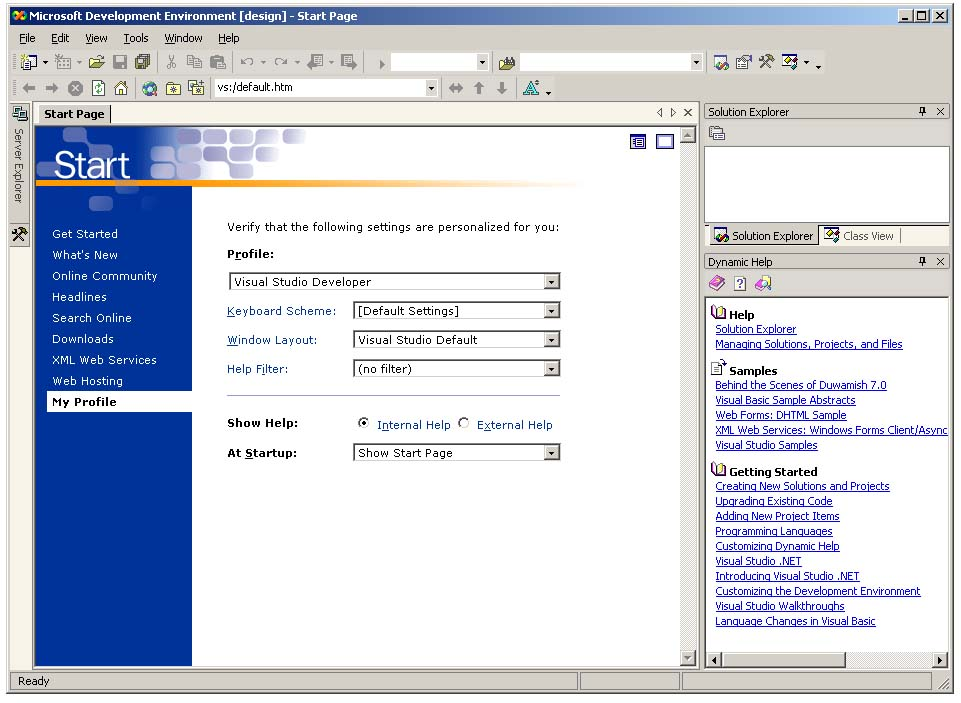 Microsoft Development Environment [design] - Start Page
File Edit View Tools Window Help
vs:/default.htm
Server Explorer
Start Page
Start
Get Started
What's New
Online Community
Headlines
Search Online
Downloads
XML Web Services
Web Hosting
My Profile
Verify that the following settings are personalized for you:
Profile:
Visual Studio Developer
Keyboard Scheme: [Default Settings]
Window Layout: Visual Studio Default
Help Filter: (no filter)
Show Help: Internal Help External Help
At Startup: Show Start Page
Solution Explorer
Solution Explorer Class View
Dynamic Help
Help
Solution Explorer
Managing Solutions, Projects, and Files
Samples
Behind the Scenes of Duwamish 7.0
Visual Basic Sample Abstracts
Web Forms: DHTML Sample
XML Web Services: Windows Forms Client/Async
Visual Studio Samples
Getting Started
Creating New Solutions and Projects
Upgrading Existing Code
Adding New Project Items
Programming Languages
Customizing Dynamic Help
Visual Studio .NET
Introducing Visual Studio .NET
Customizing the Development Environment
Visual Studio Walkthroughs
Language Changes in Visual Basic
Ready